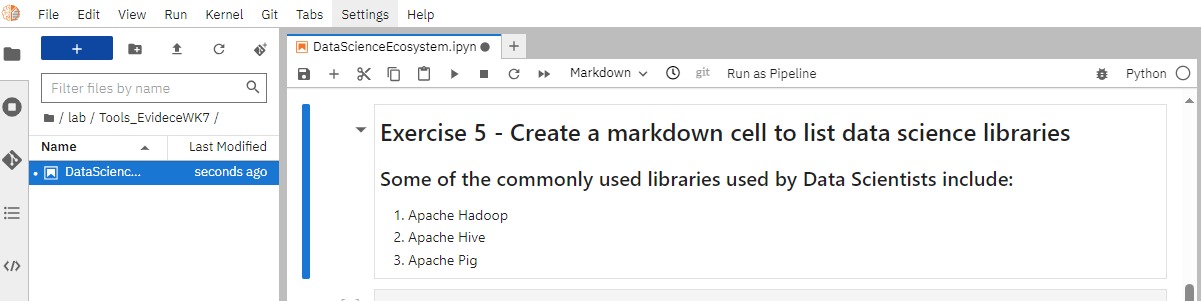 File Edit View Run Kernel Git Tabs Settings Help
+
Filter files by name
/ lab / Tools_EvideceWK7 /
Name Last Modified
DataScienc... seconds ago
DataScienceEcosystem.ipyn
Markdown git Run as Pipeline Python
Exercise 5 - Create a markdown cell to list data science libraries
Some of the commonly used libraries used by Data Scientists include:
1. Apache Hadoop
2. Apache Hive
3. Apache Pig